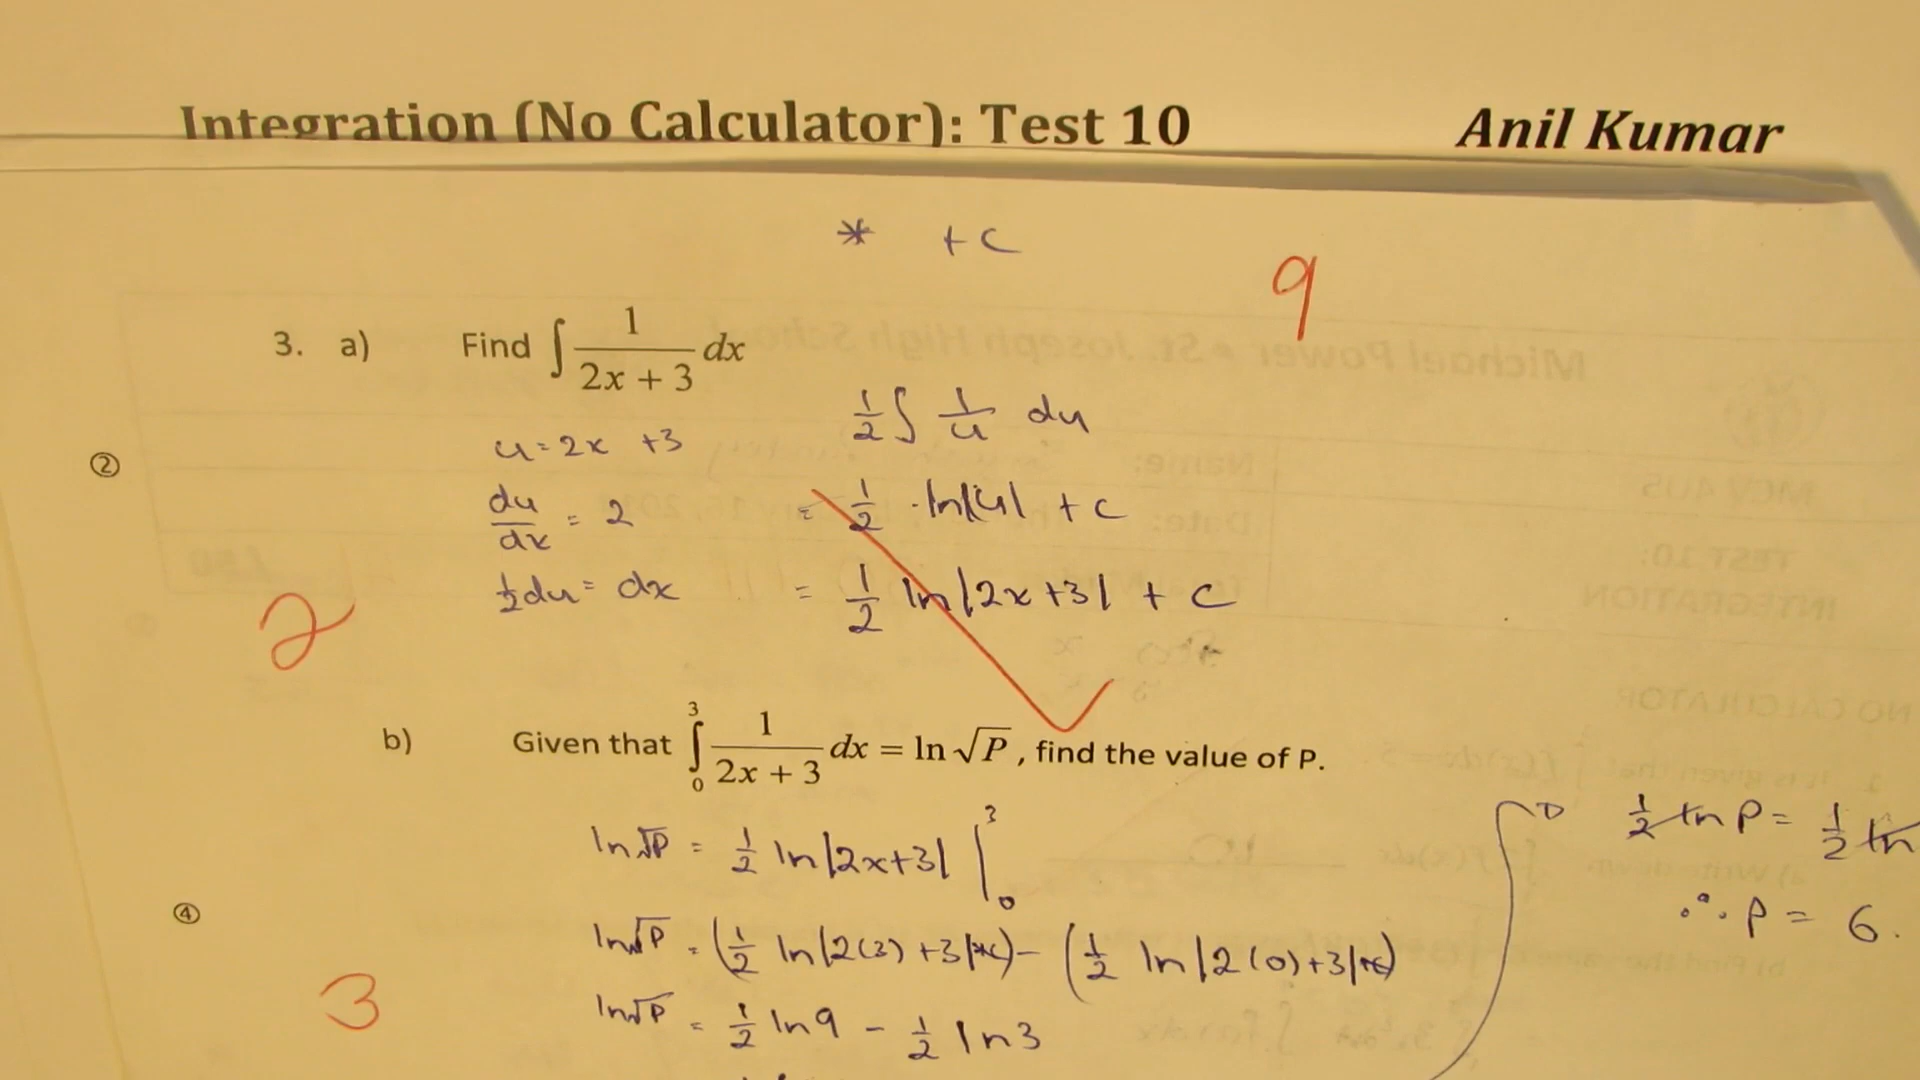 Integration (No Calculator): Test 10 Anil Kumar
* + C
9
3. a) Find ∫ 1/(2x + 3) dx
1/2 ∫ 1/u du
②
u = 2x + 3
du/dx = 2
= 1/2 · ln|u| + C
1/2 du = dx
= 1/2 ln|2x + 3| + C
2
b) Given that ∫₀³ 1/(2x + 3) dx = ln √P , find the value of P.
ln √P = 1/2 ln|2x+3| |₀³
④
ln √P = (1/2 ln|2(3) + 3|+c) − (1/2 ln|2(0)+3|+c)
3
ln √P = 1/2 ln 9 − 1/2 ln 3
1/2 ln P = 1/2 ln
∴ P = 6.